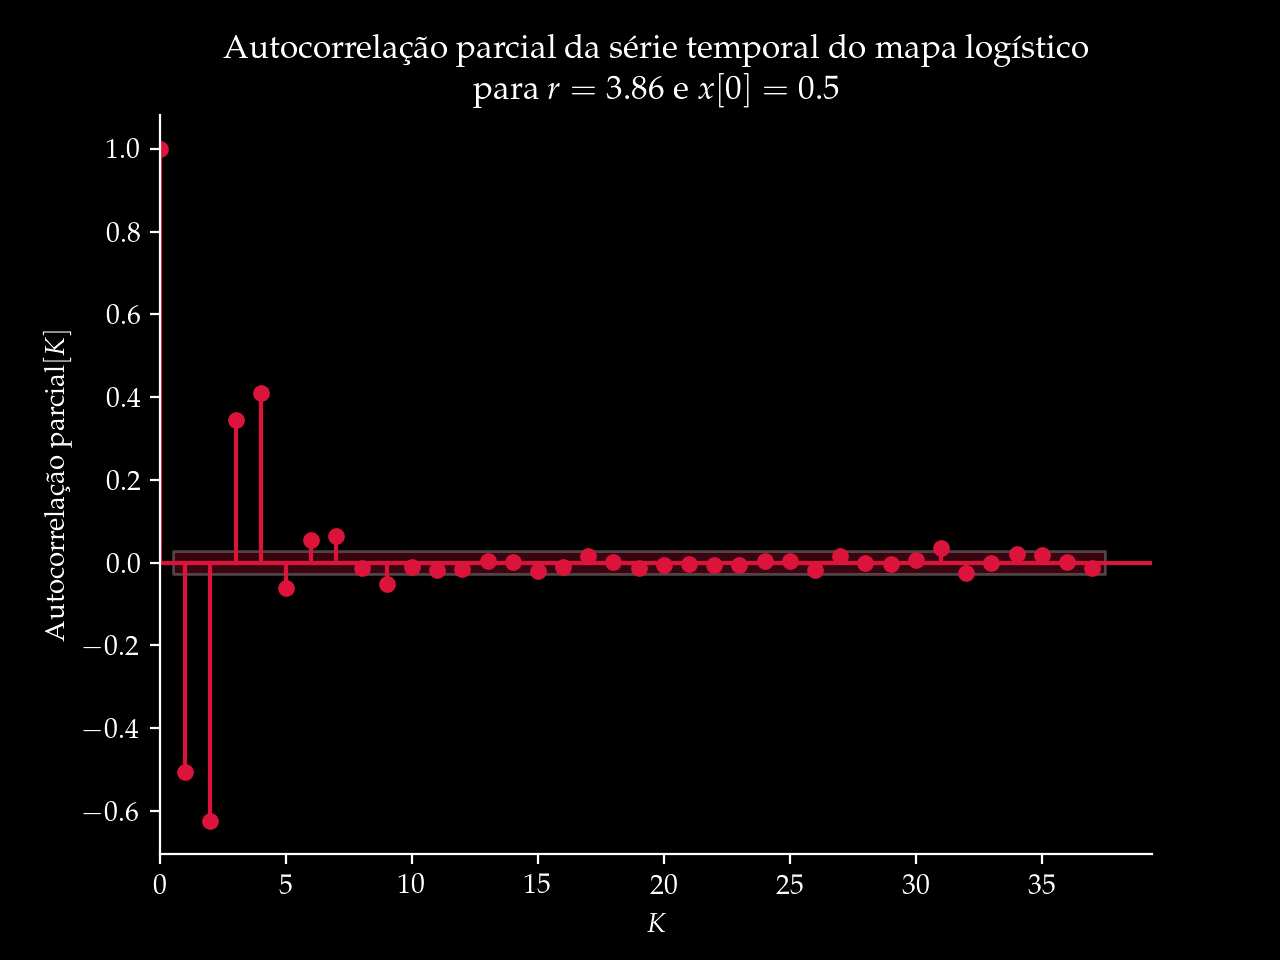 Autocorrelação parcial da série temporal do mapa logístico
para r = 3.86 e x[0] = 0.5
Autocorrelação parcial[K]
1.0
0.8
0.6
0.4
0.2
0.0
−0.2
−0.4
−0.6
0 5 10 15 20 25 30 35
K